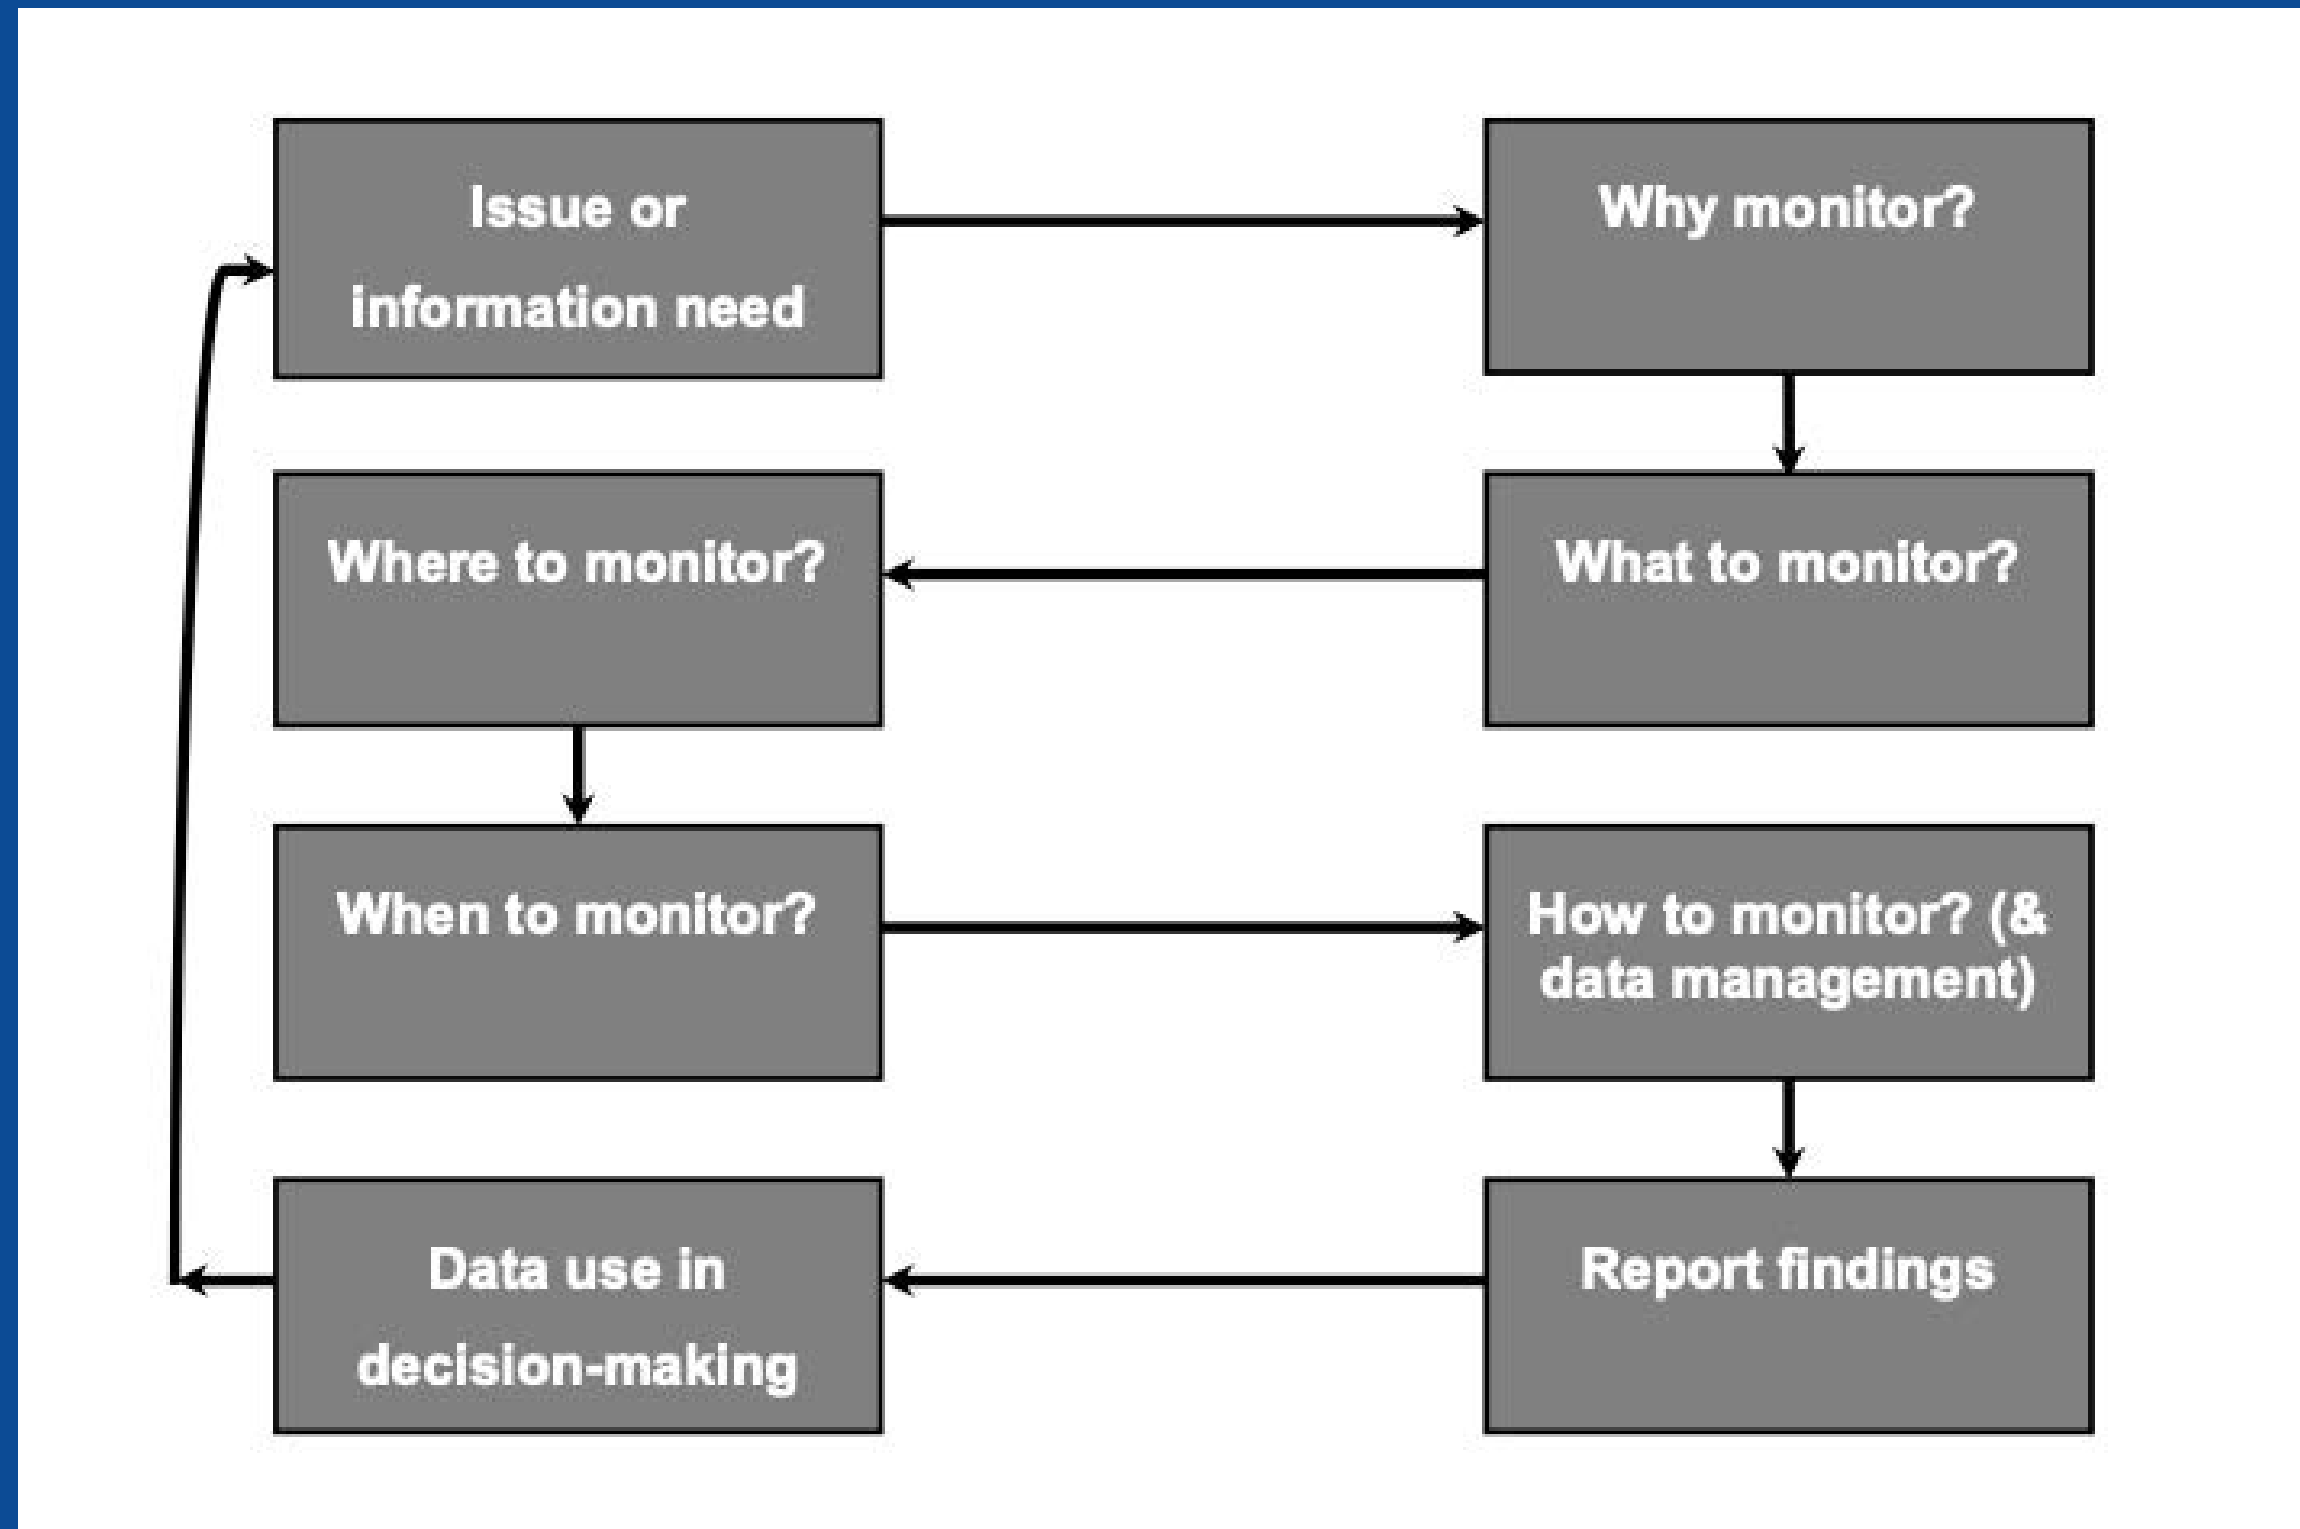 Issue or
information need
Why monitor?
What to monitor?
Where to monitor?
When to monitor?
How to monitor? (&
data management)
Report findings
Data use in
decision-making